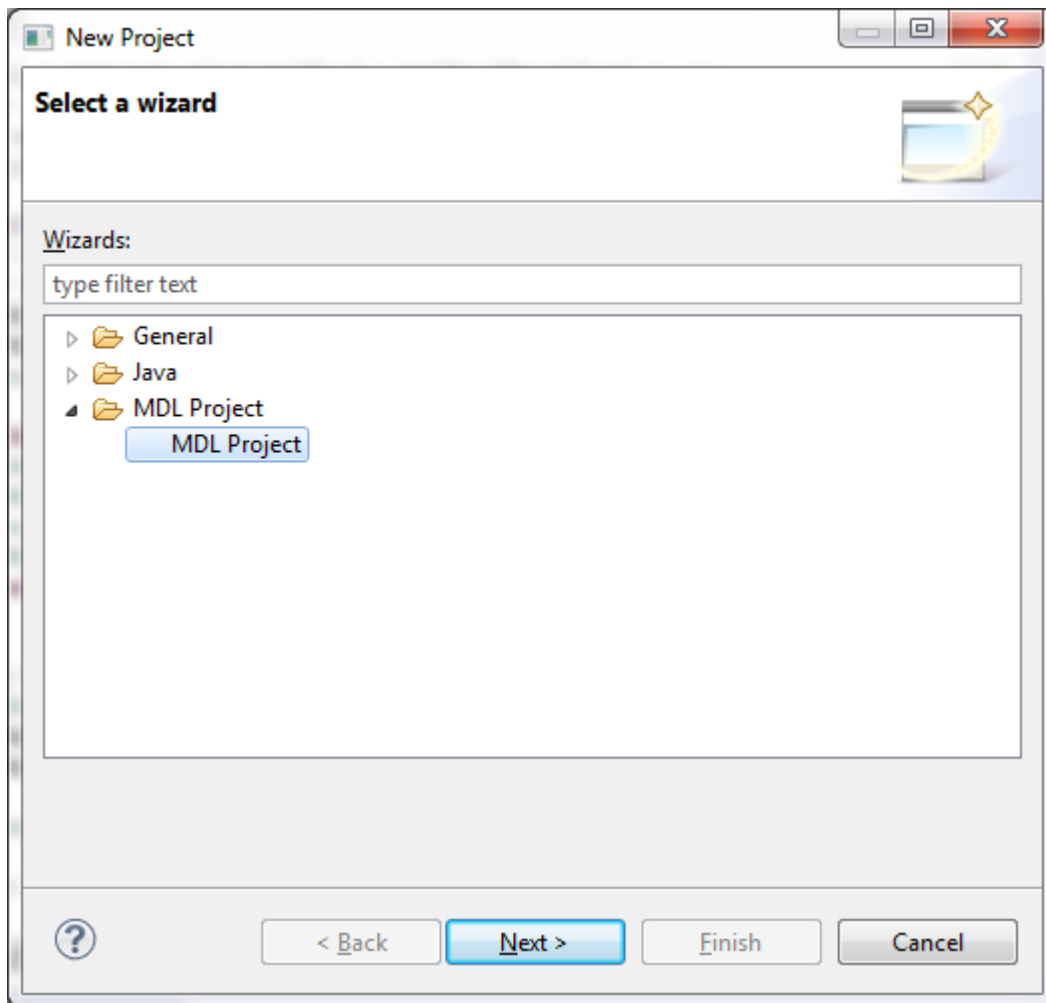 New Project
Select a wizard
Wizards:
type filter text
General
Java
MDL Project
MDL Project
< Back
Next >
Finish
Cancel